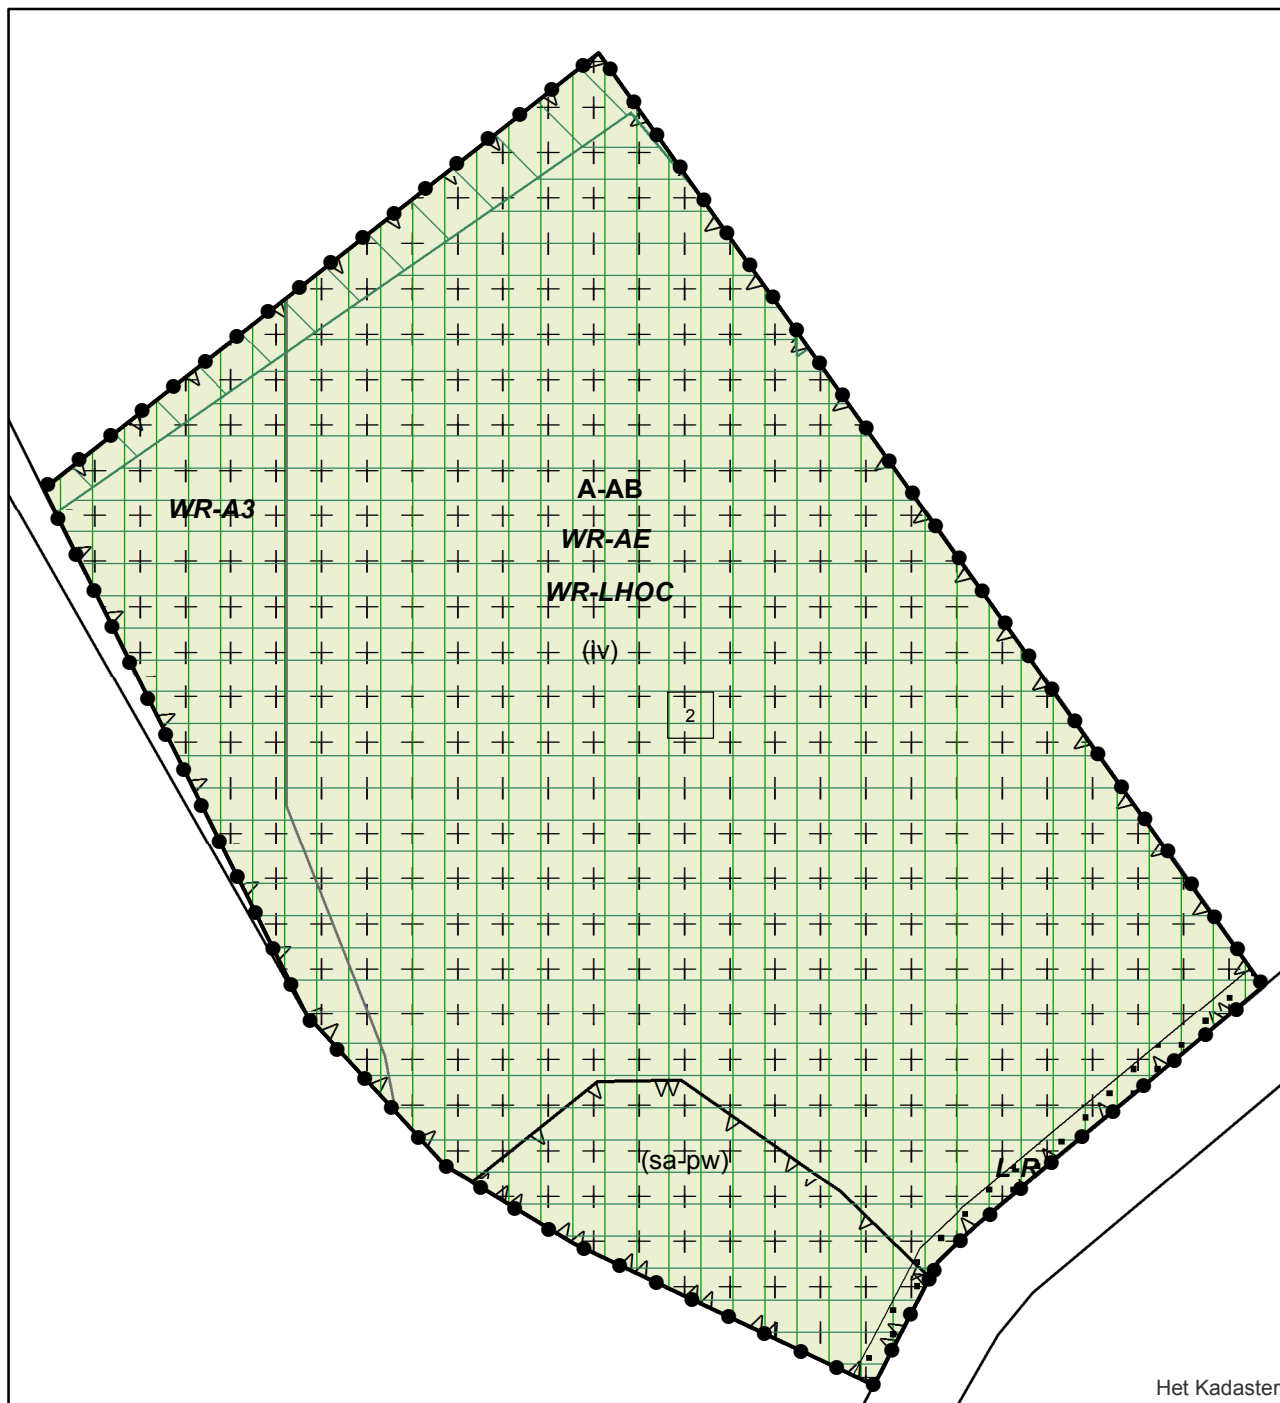 A-AB
WR-A3
WR-AE
WR-LHOC
(iv)
2
(sa-pw)
L-R
Het Kadaster